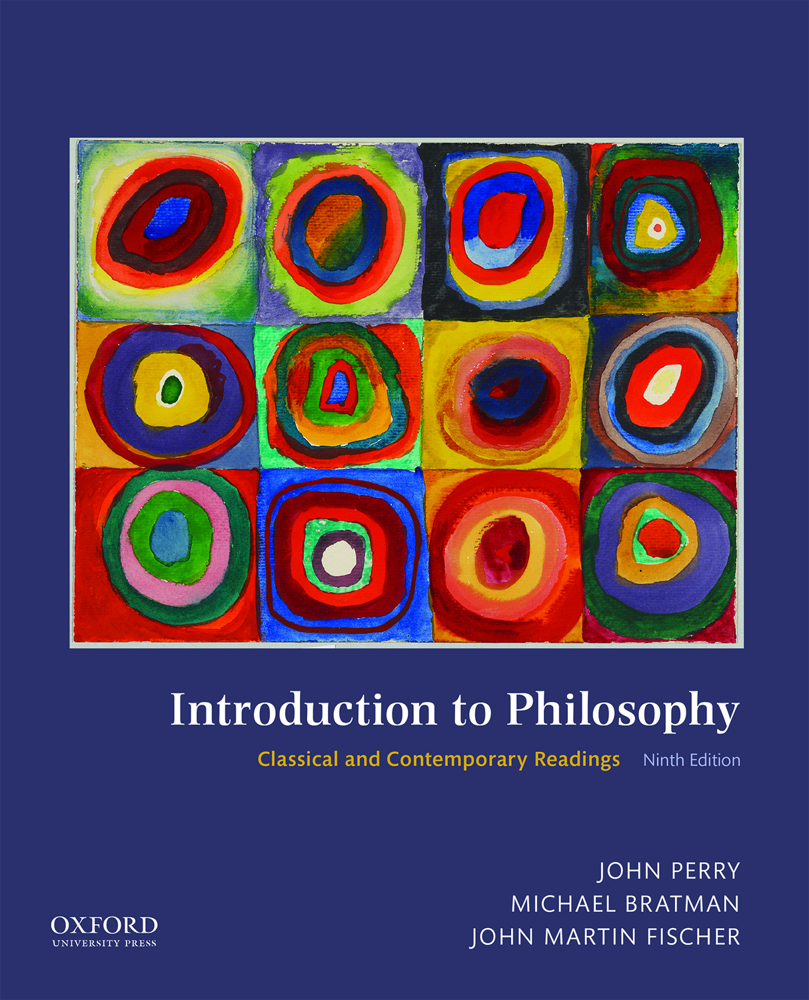 Introduction to Philosophy
Classical and Contemporary Readings Ninth Edition
JOHN PERRY
MICHAEL BRATMAN
JOHN MARTIN FISCHER
OXFORD
UNIVERSITY PRESS